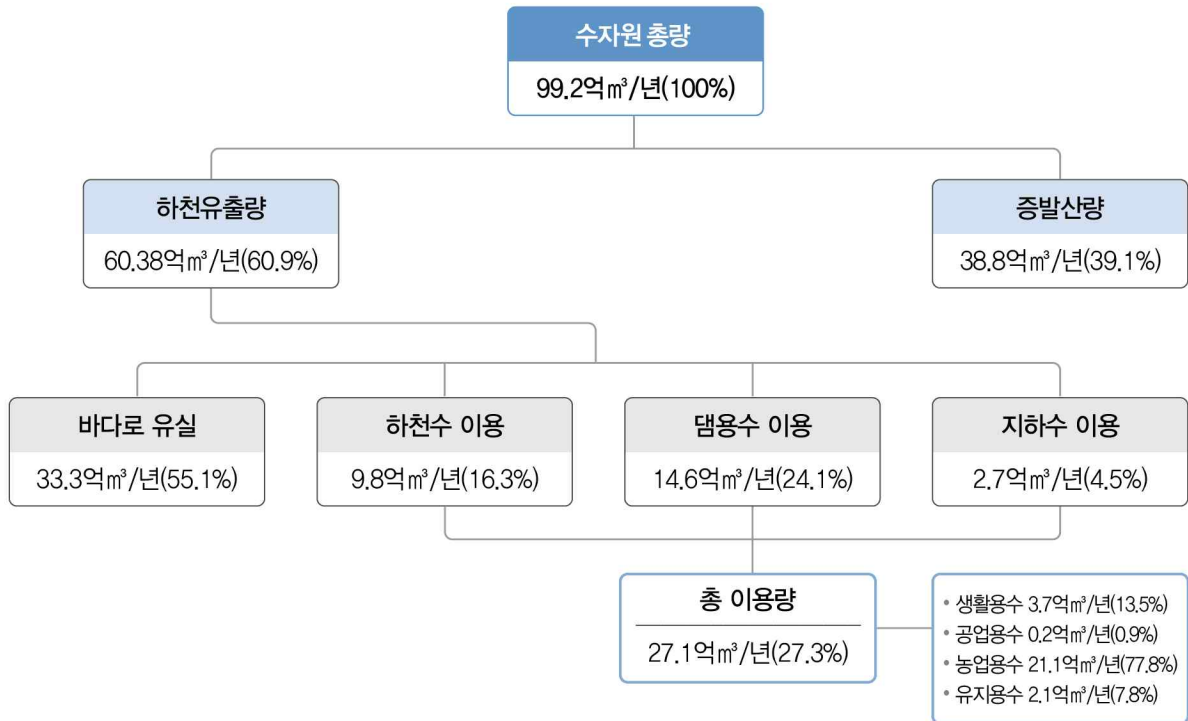 수자원 총량
99.2억㎥/년(100%)
하천유출량
60.38억㎥/년(60.9%)
증발산량
38.8억㎥/년(39.1%)
바다로 유실
33.3억㎥/년(55.1%)
하천수 이용
9.8억㎥/년(16.3%)
댐용수 이용
14.6억㎥/년(24.1%)
지하수 이용
2.7억㎥/년(4.5%)
총 이용량
27.1억㎥/년(27.3%)
• 생활용수 3.7억㎥/년(13.5%)
• 공업용수 0.2억㎥/년(0.9%)
• 농업용수 21.1억㎥/년(77.8%)
• 유지용수 2.1억㎥/년(7.8%)